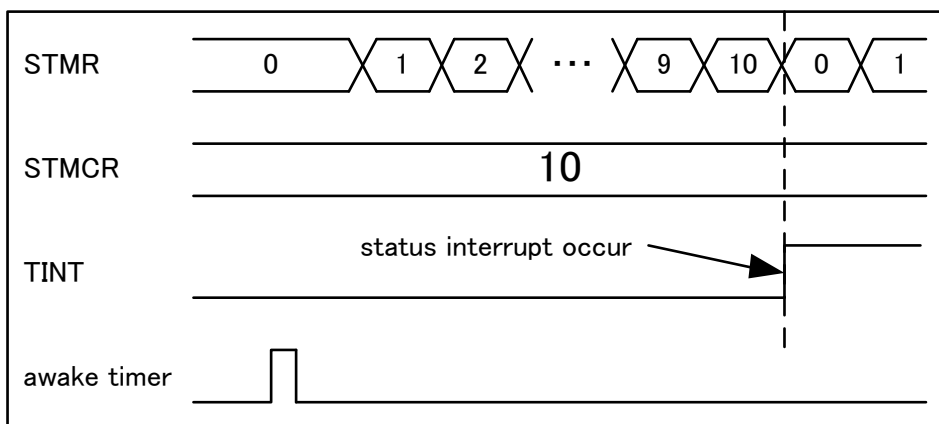 STMR 0 1 2 ··· 9 10 0 1
STMCR 10
status interrupt occur
TINT
awake timer